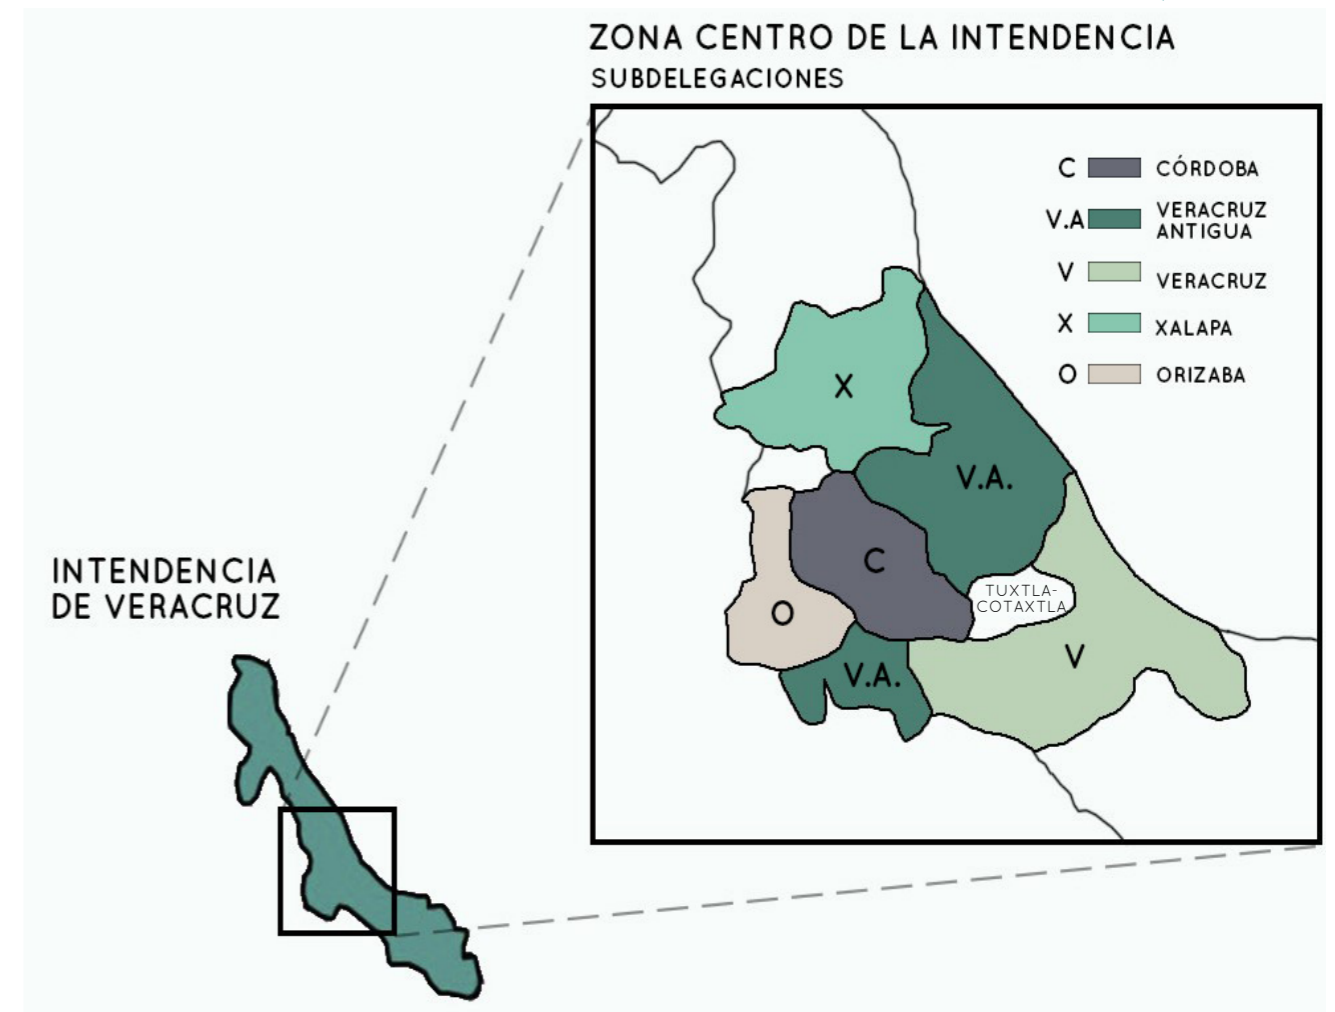 ZONA CENTRO DE LA INTENDENCIA
SUBDELEGACIONES
C CÓRDOBA
V.A VERACRUZ
ANTIGUA
V VERACRUZ
X XALAPA
O ORIZABA
X
V.A.
C
TUXTLA-
COTAXTLA
O
V
V.A.
INTENDENCIA
DE VERACRUZ